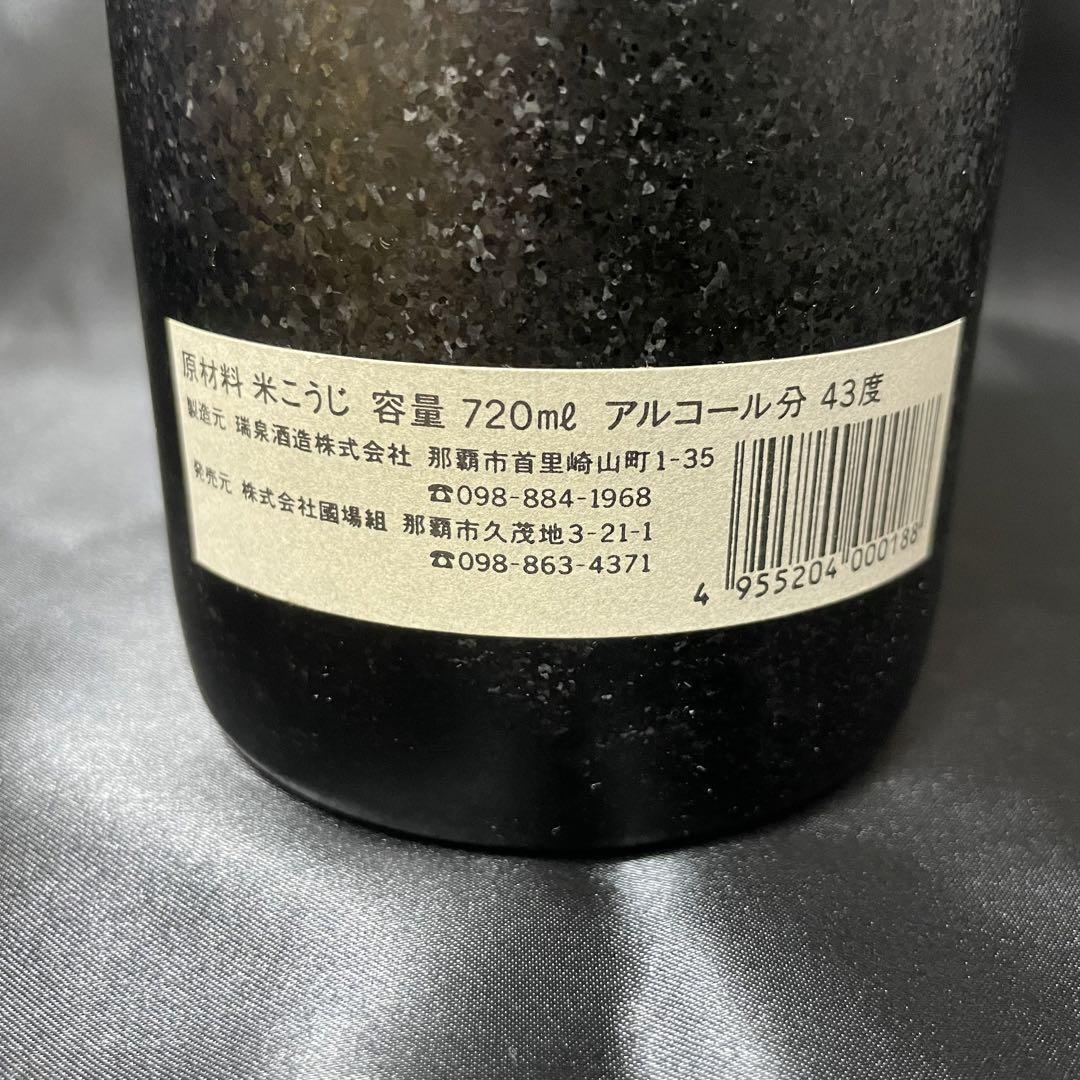 原材料 米こうじ 容量 720ml アルコール分 43度
製造元 瑞泉酒造株式会社 那覇市首里崎山町1-35
☎098-884-1968
発売元 株式会社國場組 那覇市久茂地3-21-1
☎098-863-4371
4 955204 000188